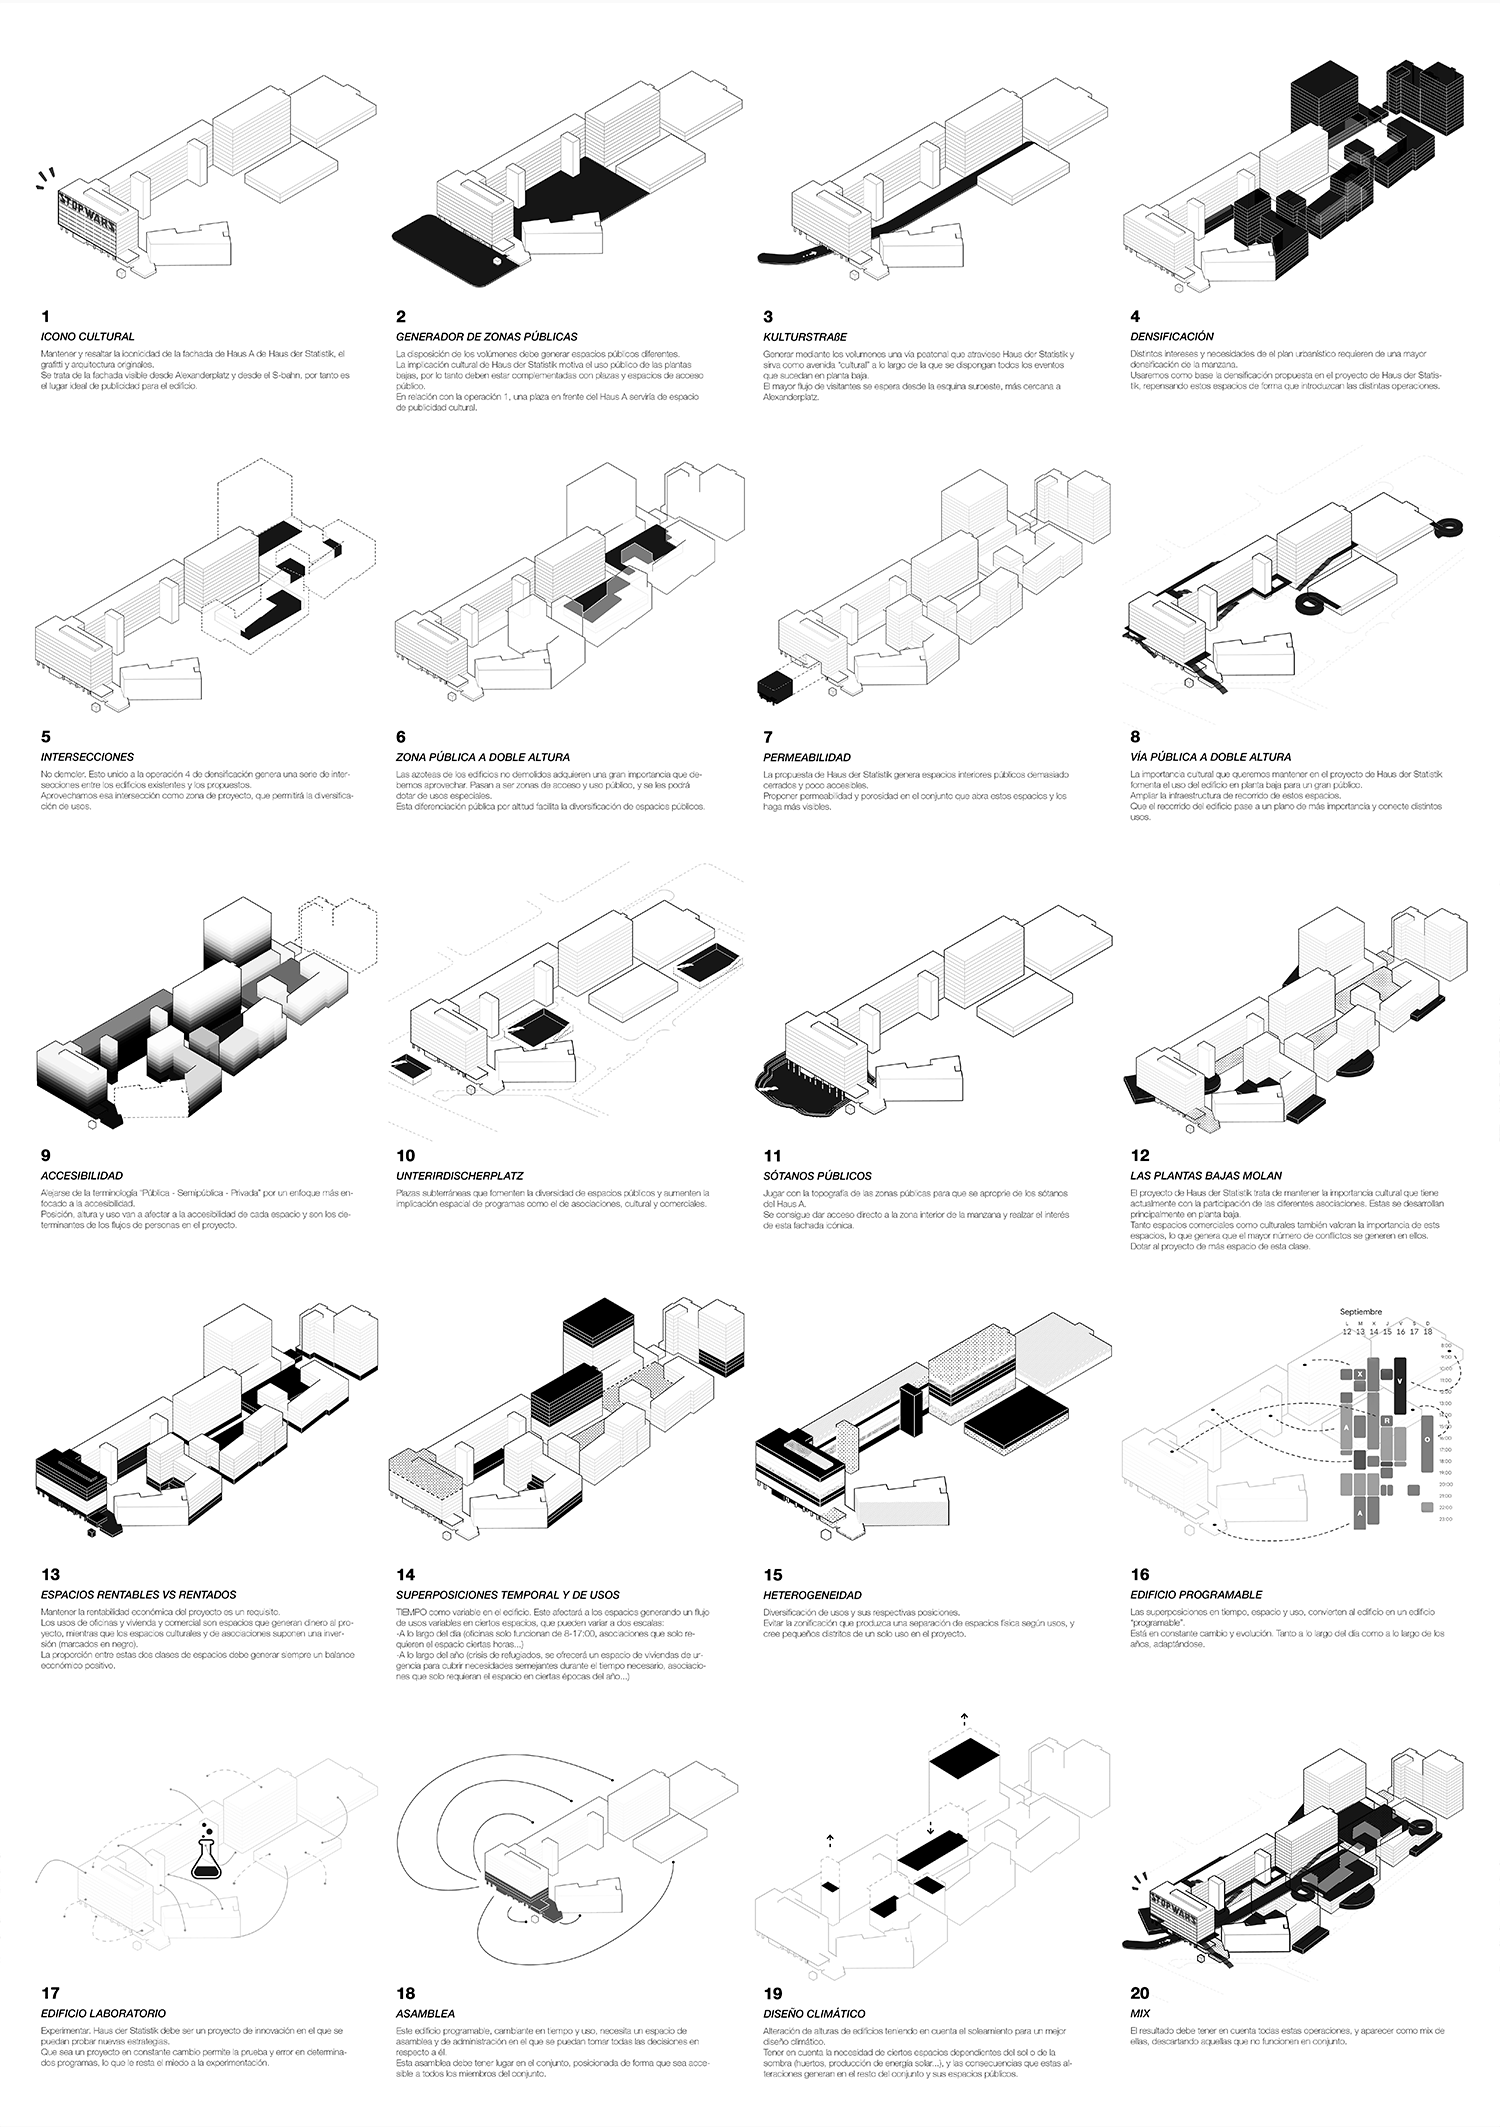 STOP WARS
1
ICONO CULTURAL
Mantener y resaltar la iconicidad de la fachada de Haus A de Haus der Statistik, el
grafiti y arquitectura originales.
Se trata de la fachada visible desde Alexanderplatz y desde el S-bahn, por tanto es
el lugar ideal de publicidad para el edificio.
2
GENERADOR DE ZONAS PÚBLICAS
La disposición de los volúmenes debe generar espacios públicos diferentes.
La implicación cultural de Haus der Statistik motiva el uso público de las plantas
bajas, por lo tanto deben estar complementadas con plazas y espacios de acceso
público.
En relación con la operación 1, una plaza en frente del Haus A serviría de espacio
de publicidad cultural.
3
KULTURSTRAßE
Generar mediante los volumenes una vía peatonal que atraviese Haus der Statistik y
sirva como avenida "cultural" a lo largo de la que se dispongan todos los eventos
que sucedan en planta baja.
El mayor flujo de visitantes se espera desde la esquina suroeste, más cercana a
Alexanderplatz.
4
DENSIFICACIÓN
Distintos intereses y necesidades de el plan urbanístico requieren de una mayor
densificación de la manzana.
Usaremos como base la densificación propuesta en el proyecto de Haus der Statis-
tik, repensando estos espacios de forma que introduzcan las distintas operaciones.
5
INTERSECCIONES
No demoler. Esto unido a la operación 4 de densificación genera una serie de inter-
secciones entre los edificios existentes y los propuestos.
Aprovechamos esa intersección como zona de proyecto, que permitirá la diversifica-
ción de usos.
6
ZONA PÚBLICA A DOBLE ALTURA
Las azoteas de los edificios no demolidos adquieren una gran importancia que de-
bemos aprovechar. Pasan a ser zonas de acceso y uso público, y se les podrá
dotar de usos especiales.
Esta diferenciación pública por altitud facilita la diversificación de espacios públicos.
7
PERMEABILIDAD
La propuesta de Haus der Statistik genera espacios interiores públicos demasiado
cerrados y poco accesibles.
Proponer permeabilidad y porosidad en el conjunto que abra estos espacios y los
haga más visibles.
8
VÍA PÚBLICA A DOBLE ALTURA
La importancia cultural que queremos mantener en el proyecto de Haus der Statistik
fomenta el uso del edificio en planta baja para un gran público.
Ampliar la infraestructura de recorrido de estos espacios.
Que el recorrido del edificio pase a un plano de más importancia y conecte distintos
usos.
9
ACCESIBILIDAD
Alejarse de la terminología "Pública - Semipública - Privada" por un enfoque más en-
focado a la accesibilidad.
Posición, altura y uso van a afectar a la accesibilidad de cada espacio y son los de-
terminantes de los flujos de personas en el proyecto.
10
UNTERIRDISCHERPLATZ
Plazas subterráneas que fomenten la diversidad de espacios públicos y aumenten la
implicación espacial de programas como el de asociaciones, cultural y comerciales.
11
SÓTANOS PÚBLICOS
Jugar con la topografía de las zonas públicas para que se apropie de los sótanos
del Haus A.
Se consigue dar acceso directo a la zona interior de la manzana y realzar el interés
de esta fachada icónica.
12
LAS PLANTAS BAJAS MOLAN
El proyecto de Haus der Statistik trata de mantener la importancia cultural que tiene
actualmente con la participación de las diferentes asociaciones. Estas se desarrollan
principalmente en planta baja.
Tanto espacios comerciales como culturales también valoran la importancia de ests
espacios, lo que genera que el mayor número de conflictos se generen en ellos.
Dotar al proyecto de más espacio de esta clase.
Septiembre
L M X J V S D
12 13 14 15 16 17 18
8:00
9:00
10:00
X
11:00
V
12:00
13:00
14:00
R
15:00
A
16:00
O
17:00
18:00
19:00
20:00
21:00
22:00
A
23:00
13
ESPACIOS RENTABLES VS RENTADOS
Mantener la rentabilidad económica del proyecto es un requisito.
Los usos de oficinas y vivienda y comercial son espacios que generan dinero al pro-
yecto, mientras que los espacios culturales y de asociaciones suponen una inver-
sión (marcados en negro).
La proporción entre estas dos clases de espacios debe generar siempre un balance
económico positivo.
14
SUPERPOSICIONES TEMPORAL Y DE USOS
TIEMPO como variable en el edificio. Este afectará a los espacios generando un flujo
de usos variables en ciertos espacios, que pueden variar a dos escalas:
-A lo largo del día (oficinas solo funcionan de 8-17:00, asociaciones que solo re-
quieren el espacio ciertas horas...)
-A lo largo del año (crisis de refugiados, se ofrecerá un espacio de viviendas de ur-
gencia para cubrir necesidades semejantes durante el tiempo necesario, asociacio-
nes que solo requieran el espacio en ciertas épocas del año...)
15
HETEROGENEIDAD
Diversificación de usos y sus respectivas posiciones.
Evitar la zonificación que produzca una separación de espacios física según usos, y
cree pequeños distritos de un solo uso en el proyecto.
16
EDIFICIO PROGRAMABLE
Las superposiciones en tiempo, espacio y uso, convierten al edificio en un edificio
"programable".
Está en constante cambio y evolución. Tanto a lo largo del día como a lo largo de los
años, adaptándose.
17
EDIFICIO LABORATORIO
Experimentar. Haus der Statistik debe ser un proyecto de innovación en el que se
puedan probar nuevas estrategias.
Que sea un proyecto en constante cambio permite la prueba y error en determina-
dos programas, lo que le resta el miedo a la experimentación.
18
ASAMBLEA
Este edificio programable, cambiante en tiempo y uso, necesita un espacio de
asamblea y de administración en el que se puedan tomar todas las decisiones en
respecto a él.
Esta asamblea debe tener lugar en el conjunto, posicionada de forma que sea acce-
sible a todos los miembros del conjunto.
19
DISEÑO CLIMÁTICO
Alteración de alturas de edificios teniendo en cuenta el soleamiento para un mejor
diseño climático.
Tener en cuenta la necesidad de ciertos espacios dependientes del sol o de la
sombra (huertos, producción de energía solar...), y las consecuencias que estas al-
teraciones generan en el resto del conjunto y sus espacios públicos.
STOP WARS
20
MIX
El resultado debe tener en cuenta todas estas operaciones, y aparecer como mix de
ellas, descartando aquellas que no funcionen en conjunto.